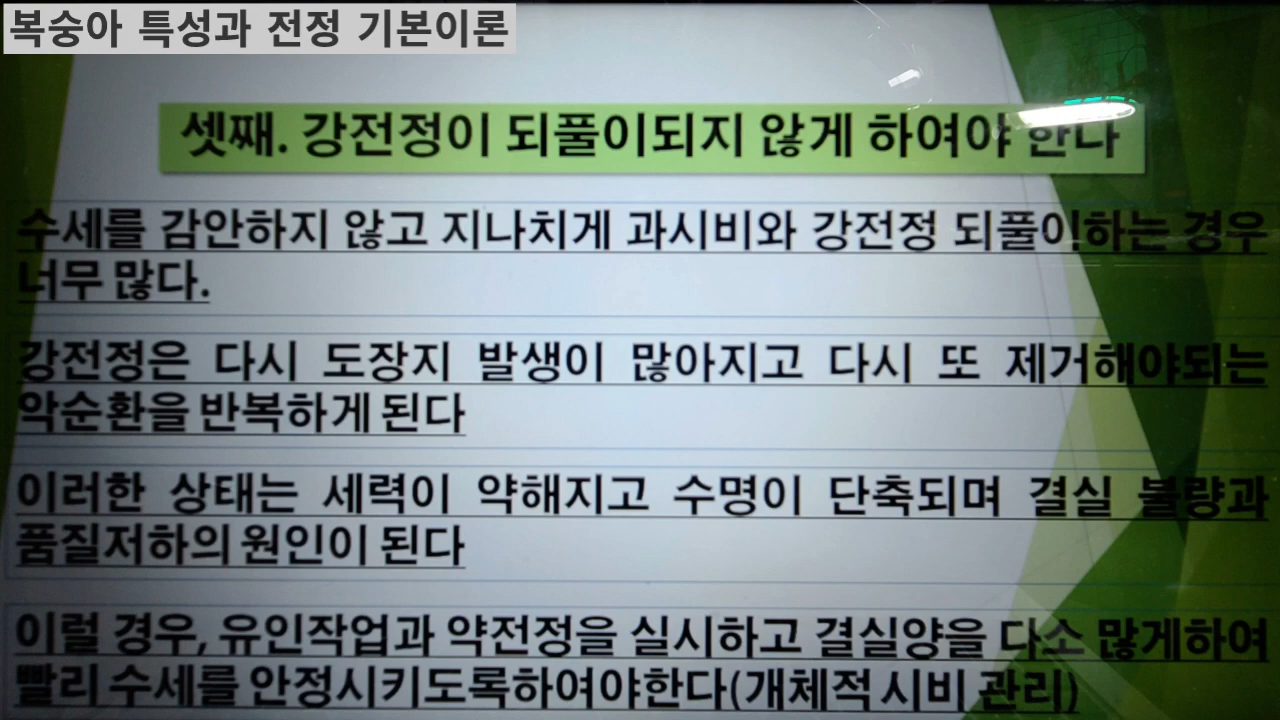 복숭아 특성과 전정 기본이론
셋째. 강전정이 되풀이되지 않게 하여야 한다
수세를 감안하지 않고 지나치게 과시비와 강전정 되풀이하는 경우
너무 많다.
강전정은 다시 도장지 발생이 많아지고 다시 또 제거해야되는
악순환을 반복하게 된다
이러한 상태는 세력이 약해지고 수명이 단축되며 결실 불량과
품질저하의 원인이 된다
이럴 경우, 유인작업과 약전정을 실시하고 결실양을 다소 많게하여
빨리 수세를 안정시키도록하여야한다(개체적 시비 관리)